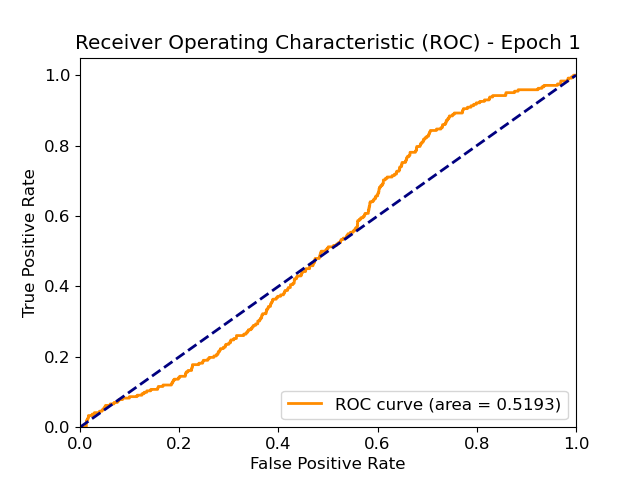 Receiver Operating Characteristic (ROC) - Epoch 1
True Positive Rate
1.0
0.8
0.6
0.4
0.2
0.0
ROC curve (area = 0.5193)
0.0 0.2 0.4 0.6 0.8 1.0
False Positive Rate